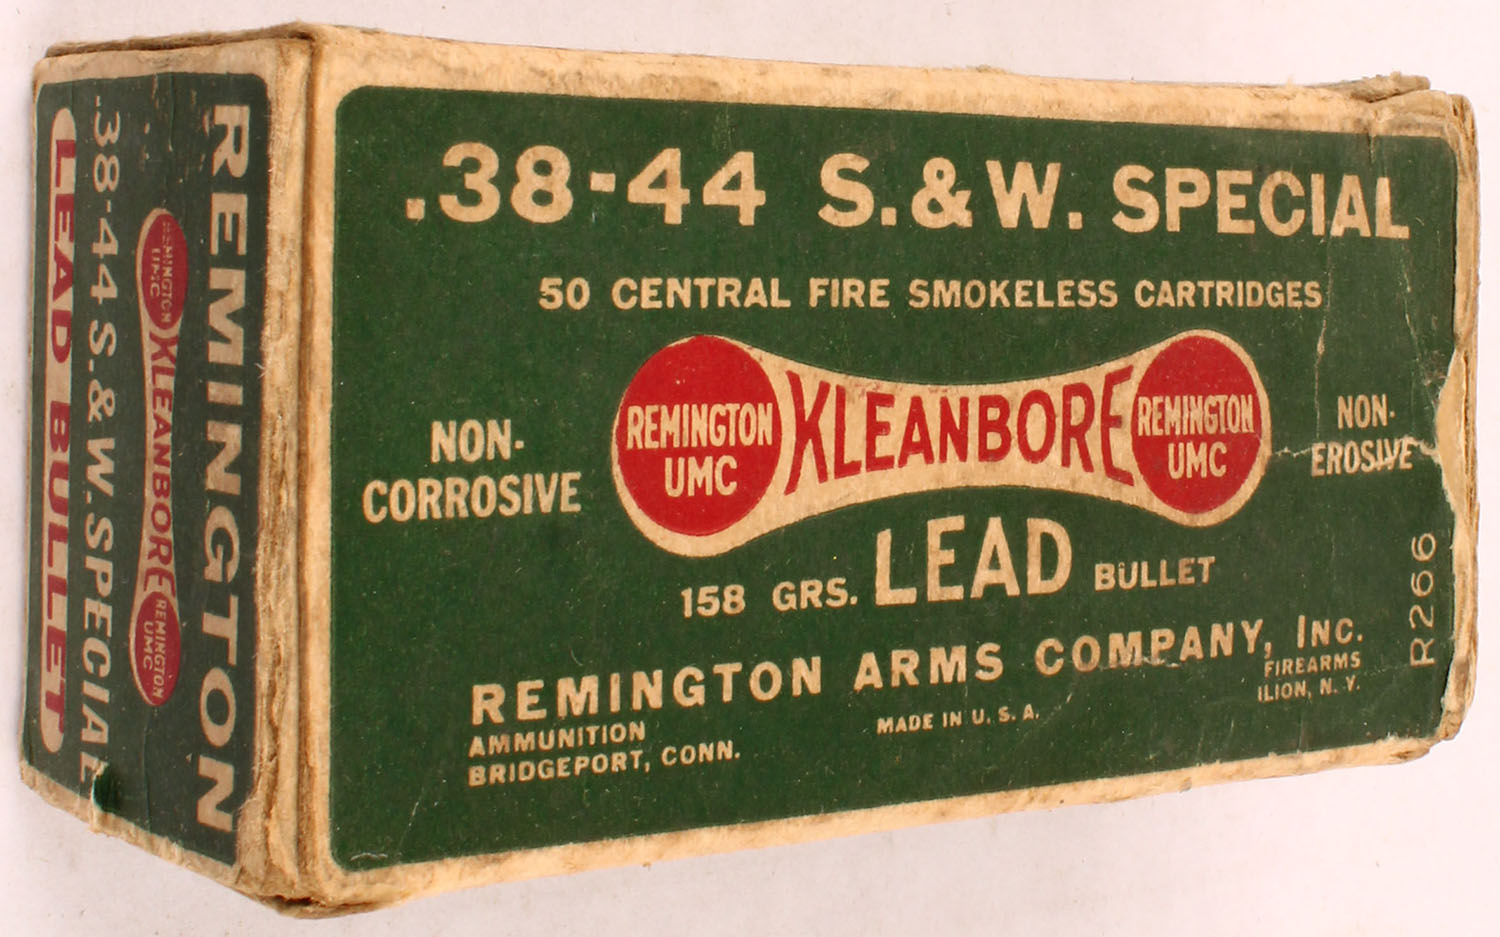 .38-44 S. & W. SPECIAL
50 CENTRAL FIRE SMOKELESS CARTRIDGES
NON-
CORROSIVE
REMINGTON
UMC
KLEANBORE
REMINGTON
UMC
NON-
EROSIVE
158 GRS. LEAD BULLET
REMINGTON ARMS COMPANY, INC.
AMMUNITION
BRIDGEPORT, CONN.
MADE IN U. S. A.
FIREARMS
ILION, N. Y.
R266
REMINGTON
REMINGTON
UMC
KLEANBORE
REMINGTON
UMC
.38-44 S. & W. SPECIAL
LEAD BULLET